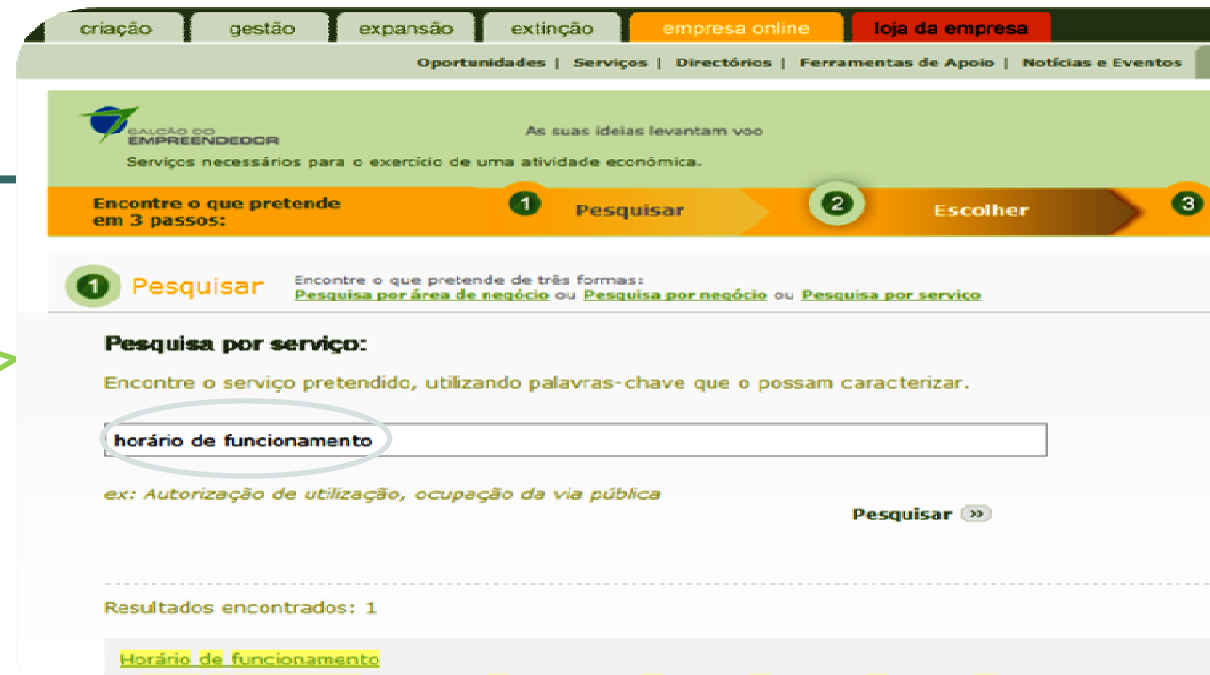 criação gestão expansão extinção empresa online loja da empresa
Oportunidades | Serviços | Directórios | Ferramentas de Apoio | Notícias e Eventos
BALCÃO DO
EMPREENDEDOR
As suas ideias levantam voo
Serviços necessários para o exercício de uma atividade económica.
Encontre o que pretende
em 3 passos:
1 Pesquisar 2 Escolher 3
1 Pesquisar
Encontre o que pretende de três formas:
Pesquisa por área de negócio ou Pesquisa por negócio ou Pesquisa por serviço
Pesquisa por serviço:
Encontre o serviço pretendido, utilizando palavras-chave que o possam caracterizar.
horário de funcionamento
ex: Autorização de utilização, ocupação da via pública
Pesquisar »
Resultados encontrados: 1
Horário de funcionamento